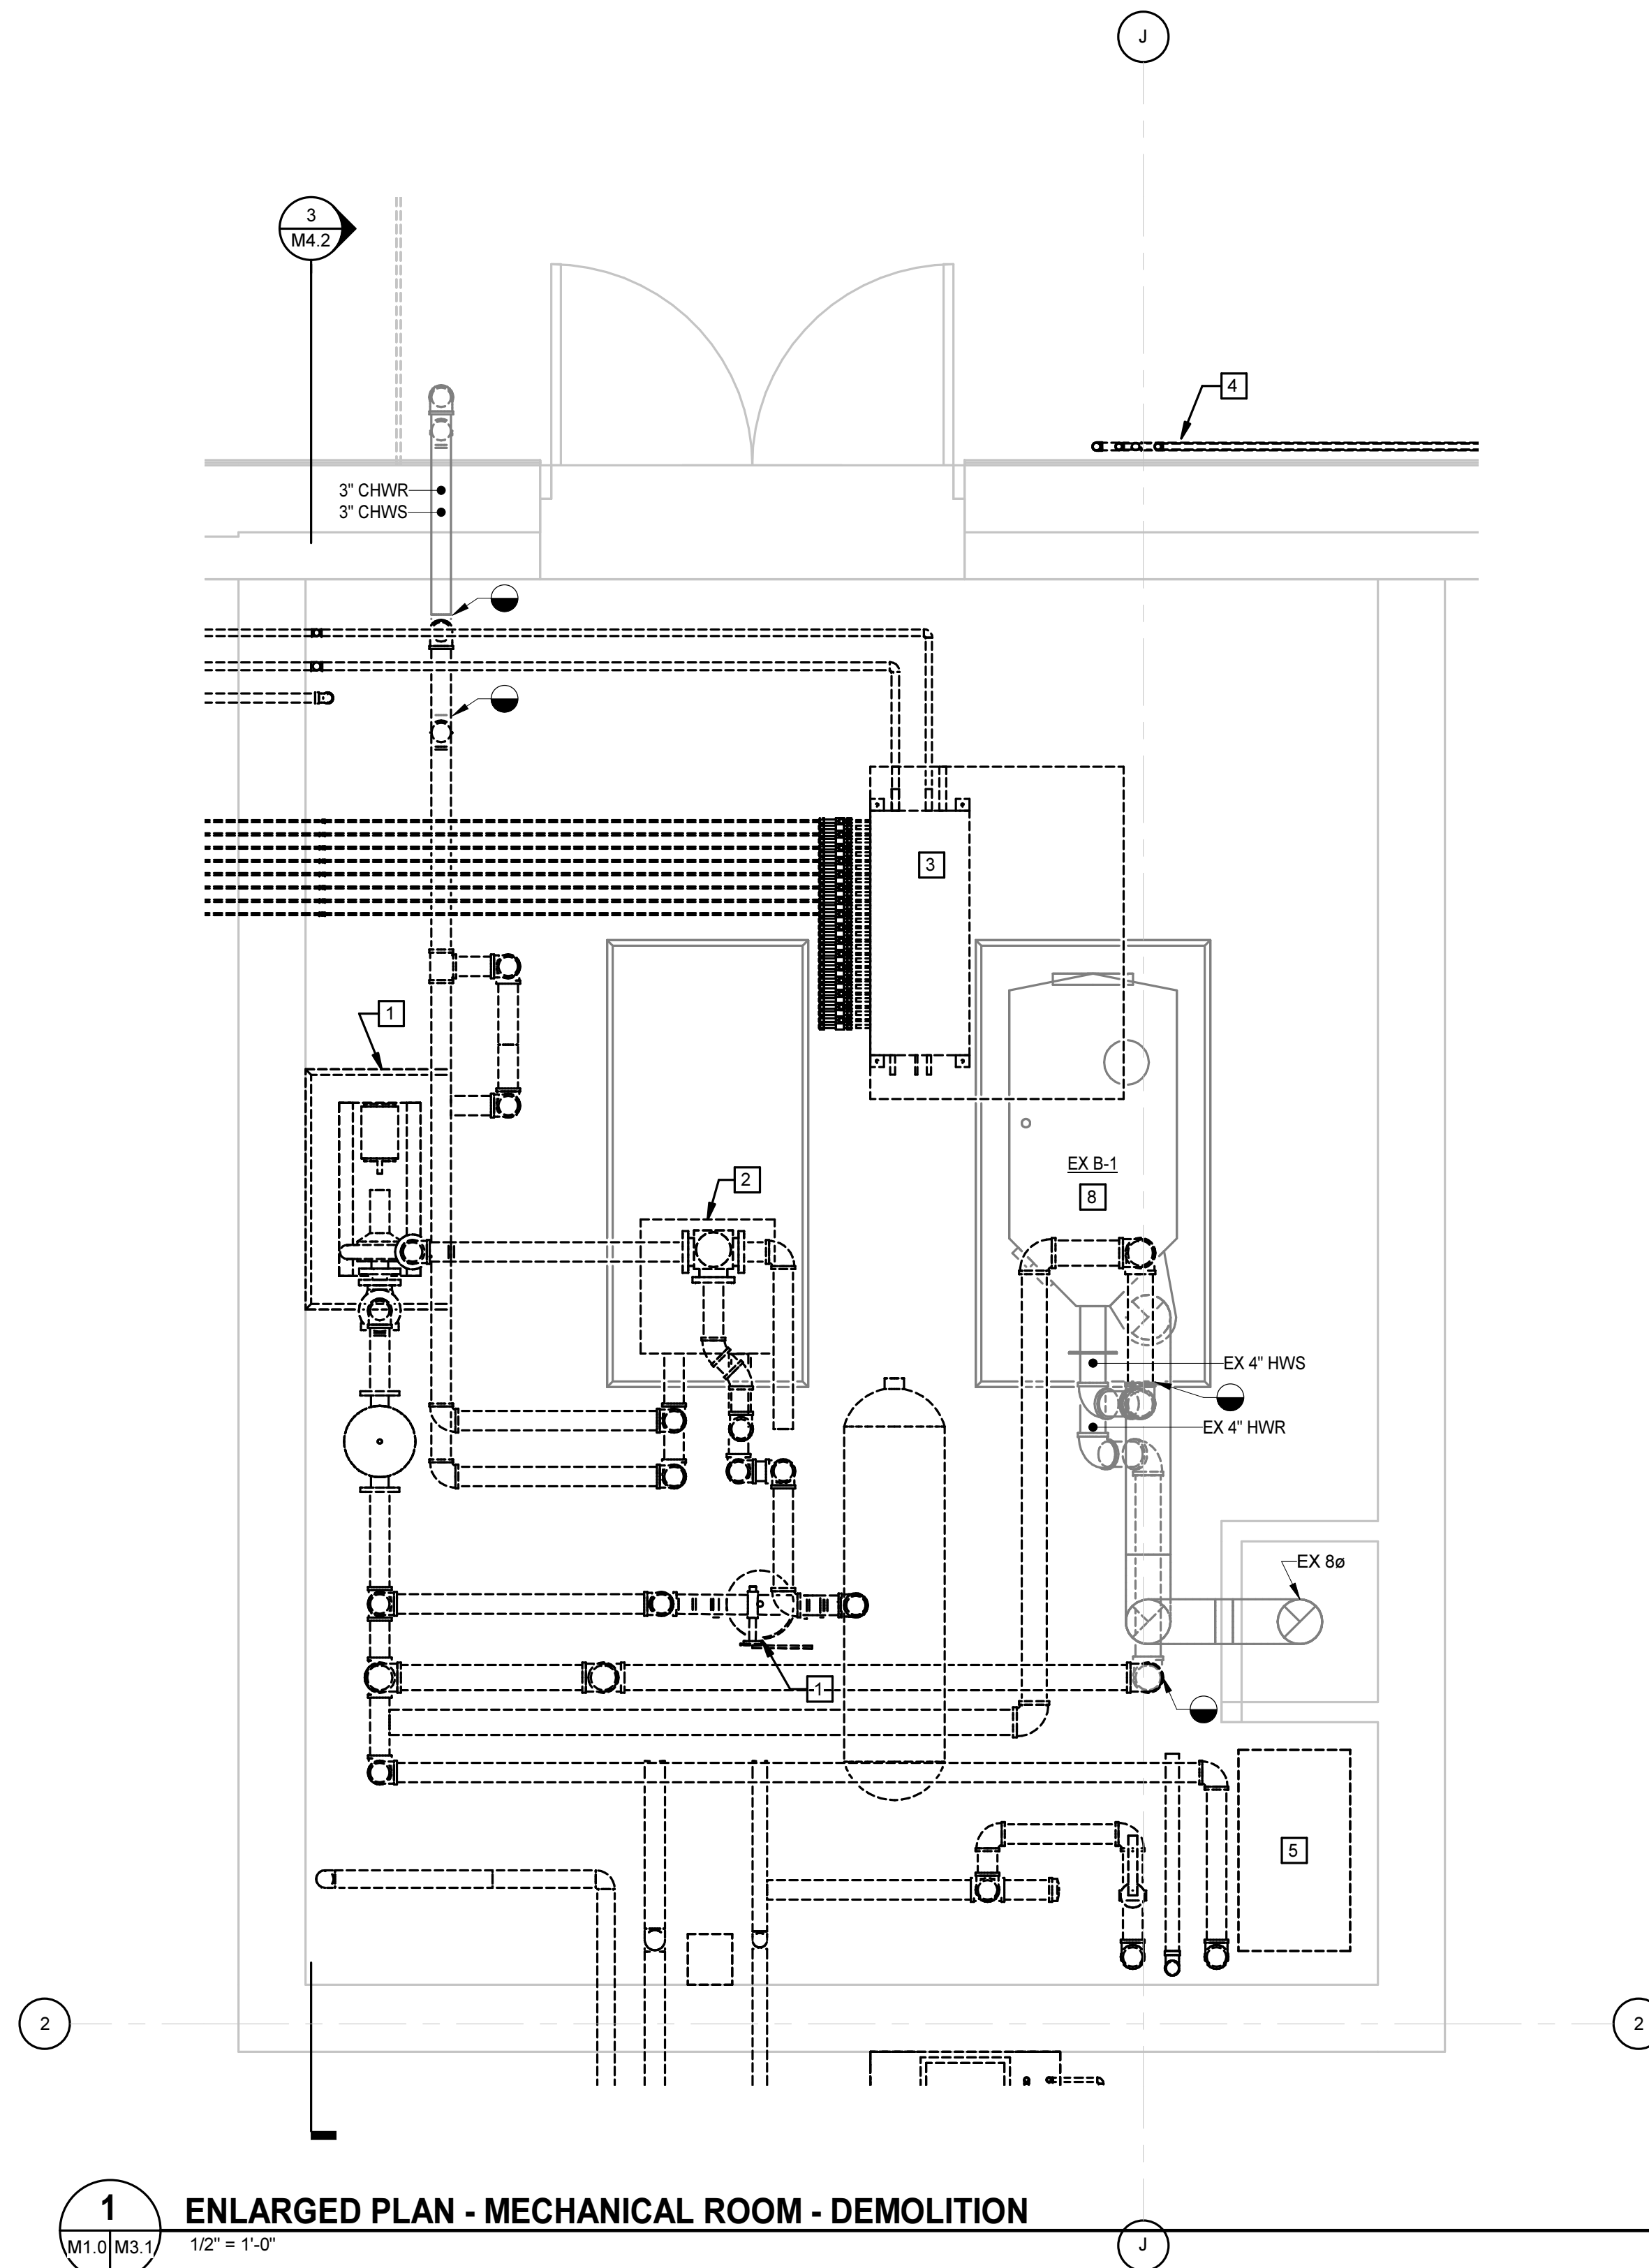 J
3
M4.2
4
3" CHWR
3" CHWS
3
1
2
EX B-1
8
EX 4" HWS
EX 4" HWR
EX 8ø
1
5
2
2
1
ENLARGED PLAN - MECHANICAL ROOM - DEMOLITION
M1.0 M3.1
1/2" = 1'-0"
J